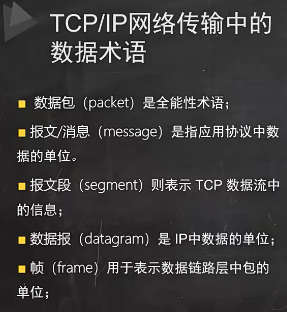 TCP/IP网络传输中的
数据术语
■ 数据包（packet）是全能性术语；
■ 报文/消息（message）是指应用协议中数
据的单位。
■ 报文段（segment）则表示 TCP 数据流中
的信息；
■ 数据报（datagram）是 IP中数据的单位；
■ 帧（frame）用于表示数据链路层中包的
单位；